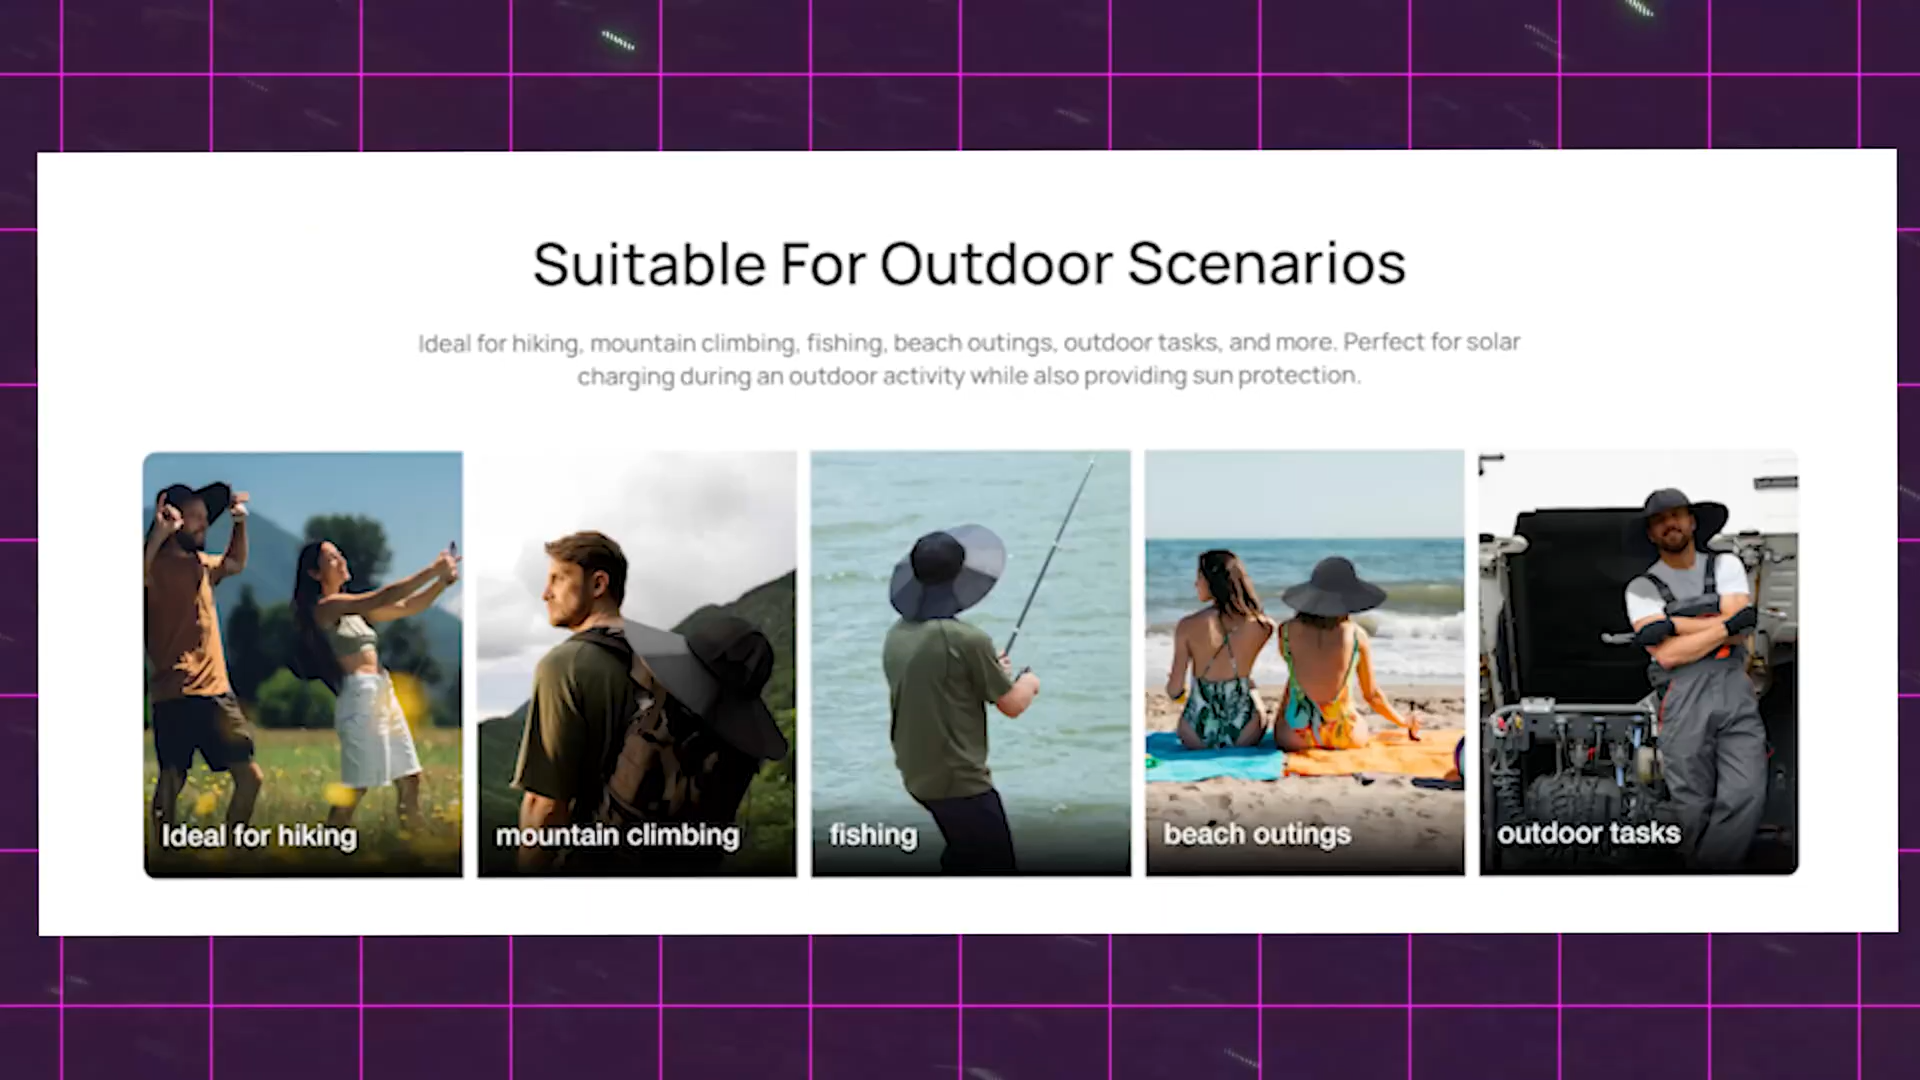 Suitable For Outdoor Scenarios
Ideal for hiking, mountain climbing, fishing, beach outings, outdoor tasks, and more. Perfect for solar
charging during an outdoor activity while also providing sun protection.
Ideal for hiking
mountain climbing
fishing
beach outings
outdoor tasks